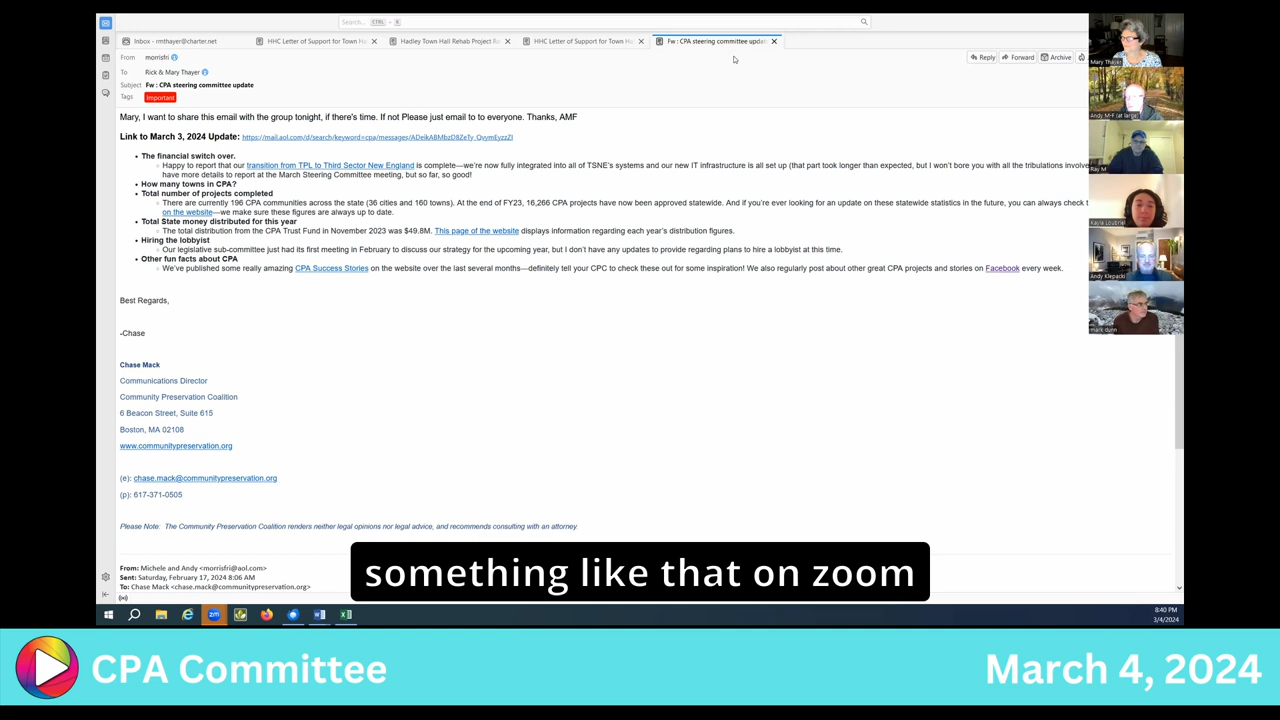 Search... CTRL + K
Inbox - rmthayer@charter.net
HHC Letter of Support for Town Ha
Hadley Town Hall Rehab Project Re
HHC Letter of Support for Town Ha
Fw : CPA steering committee updat
From morrisfri
Reply Forward Archive
To Rick & Mary Thayer
Subject Fw : CPA steering committee update
Tags Important
Mary, I want to share this email with the group tonight, if there's time. If not Please just email to to everyone. Thanks, AMF
Link to March 3, 2024 Update:
• The financial switch over.
◦ Happy to report that our transition from TPL to Third Sector New England is complete—we're now fully integrated into all of TSNE's systems and our new IT infrastructure is all set up (that part took longer than expected, but I won't bore you with all the tribulations involve
have more details to report at the March Steering Committee meeting, but so far, so good!
• How many towns in CPA?
• Total number of projects completed
◦ There are currently 196 CPA communities across the state (36 cities and 160 towns). At the end of FY23, 16,266 CPA projects have now been approved statewide. And if you're ever looking for an update on these statewide statistics in the future, you can always check t
on the website—we make sure these figures are always up to date.
• Total State money distributed for this year
◦ The total distribution from the CPA Trust Fund in November 2023 was $49.8M. This page of the website displays information regarding each year's distribution figures.
• Hiring the lobbyist
◦ Our legislative sub-committee just had its first meeting in February to discuss our strategy for the upcoming year, but I don't have any updates to provide regarding plans to hire a lobbyist at this time.
• Other fun facts about CPA
◦ We've published some really amazing CPA Success Stories on the website over the last several months—definitely tell your CPC to check these out for some inspiration! We also regularly post about other great CPA projects and stories on Facebook every week.
Best Regards,
-Chase
Chase Mack
Communications Director
Community Preservation Coalition
6 Beacon Street, Suite 615
Boston, MA 02108
www.communitypreservation.org
(e): chase.mack@communitypreservation.org
(p): 617-371-0505
Please Note: The Community Preservation Coalition renders neither legal opinions nor legal advice, and recommends consulting with an attorney.
From: Michele and Andy <morrisfri@aol.com>
Sent: Saturday, February 17, 2024 8:06 AM
To: Chase Mack <chase.mack@communitypreservation.org>
Mary Thayer
Andy M-F (at large)
Ray M
Kayla Loubriel
Andy Klepacki
mark dunn
something like that on zoom
zm
8:40 PM
3/4/2024
CPA Committee
March 4, 2024